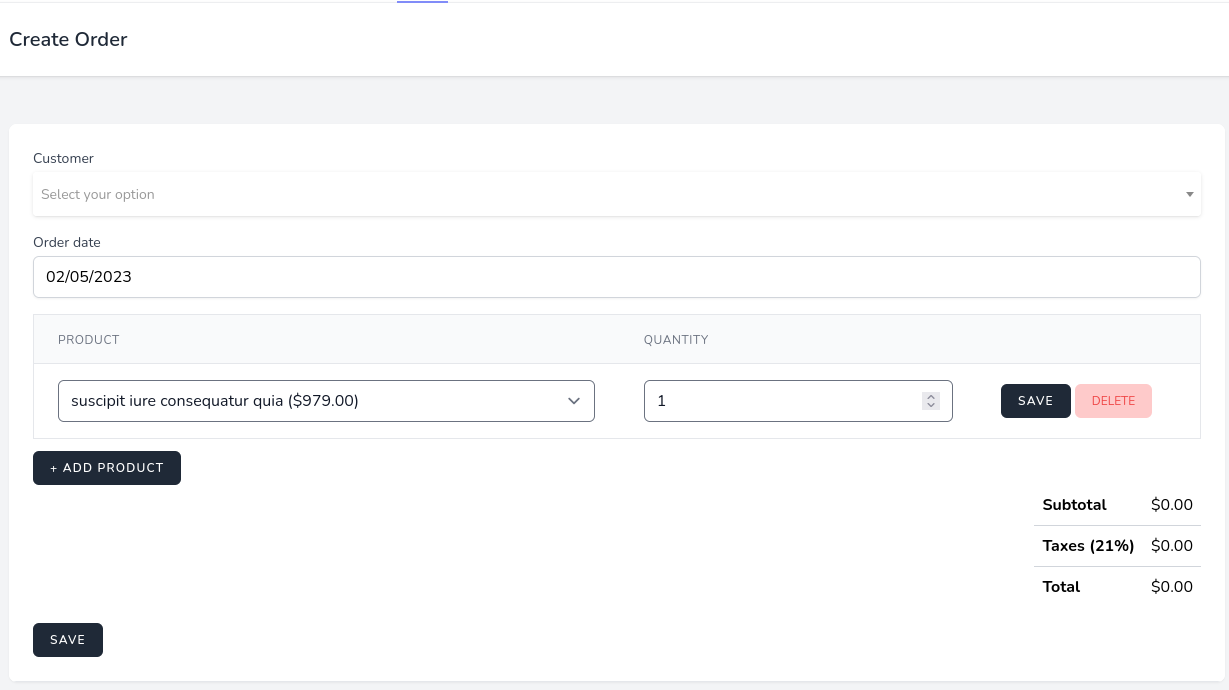 Create Order
Customer
Select your option
Order date
02/05/2023
PRODUCT QUANTITY
suscipit iure consequatur quia ($979.00) 1 SAVE DELETE
+ ADD PRODUCT
Subtotal $0.00
Taxes (21%) $0.00
Total $0.00
SAVE